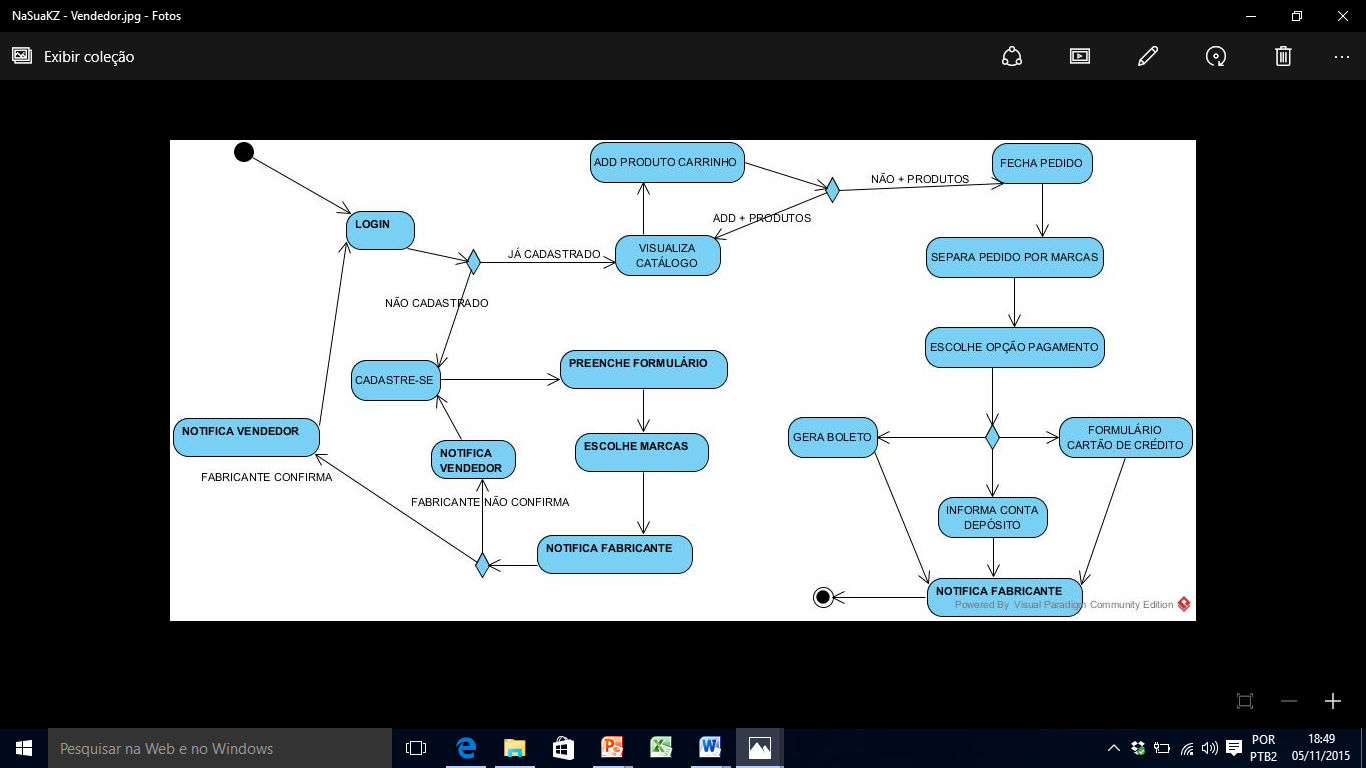 NaSuaKZ - Vendedor.jpg - Fotos
Exibir coleção
ADD PRODUTO CARRINHO
FECHA PEDIDO
NÃO + PRODUTOS
ADD + PRODUTOS
LOGIN
JÁ CADASTRADO
VISUALIZA
CATÁLOGO
SEPARA PEDIDO POR MARCAS
NÃO CADASTRADO
ESCOLHE OPÇÃO PAGAMENTO
CADASTRE-SE
PREENCHE FORMULÁRIO
NOTIFICA VENDEDOR
ESCOLHE MARCAS
GERA BOLETO
FORMULÁRIO
CARTÃO DE CRÉDITO
NOTIFICA
VENDEDOR
FABRICANTE CONFIRMA
FABRICANTE NÃO CONFIRMA
INFORMA CONTA
DEPÓSITO
NOTIFICA FABRICANTE
NOTIFICA FABRICANTE
Powered By Visual Paradigm Community Edition
Pesquisar na Web e no Windows
POR
PTB2
18:49
05/11/2015